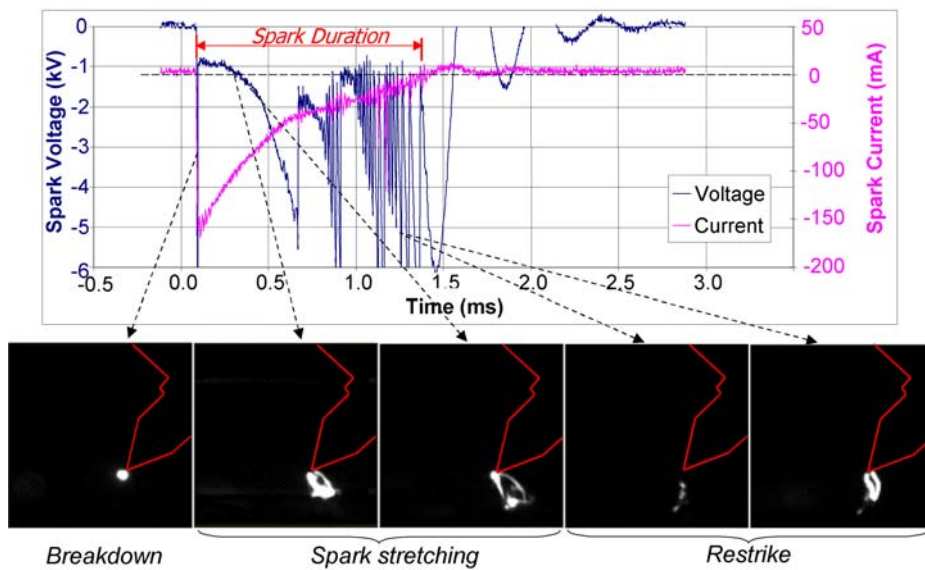 Spark Duration
Spark Voltage (kV)
0
-1
-2
-3
-4
-5
-6
50
0
-50
-100
-150
-200
Spark Current (mA)
Voltage
Current
-0.5
0.0
0.5
1.0
1.5
2.0
2.5
3.0
Time (ms)
Breakdown
Spark stretching
Restrike